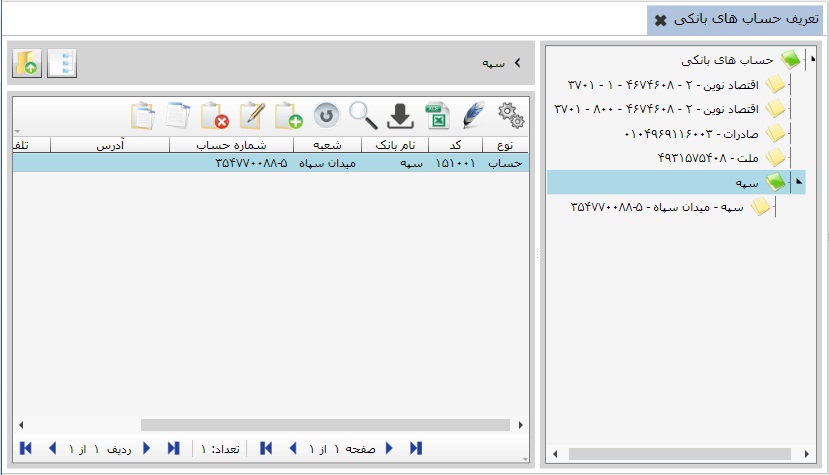 تعریف حساب های بانکی
حساب های بانکی
اقتصاد نوین - ۲ - ۴۶۷۴۶۰۸ - ۱ - ۳۷۰۱
اقتصاد نوین - ۲ - ۴۶۷۴۶۰۸ - ۸۰۰ - ۳۷۰۱
صادرات - ۰۱۰۴۹۶۹۱۱۶۰۰۳
ملت - ۴۹۳۱۵۷۵۴۰۸
سپه
سپه - میدان سپاه - ۵-۳۵۴۷۷۰۰۸۸
سپه
نوع کد نام بانک شعبه شماره حساب آدرس تلف
حساب ۱۵۱۰۰۱ سپه میدان سپاه ۵-۳۵۴۷۷۰۰۸۸
صفحه ۱ از ۱ تعداد: ۱ ردیف ۱ از ۱